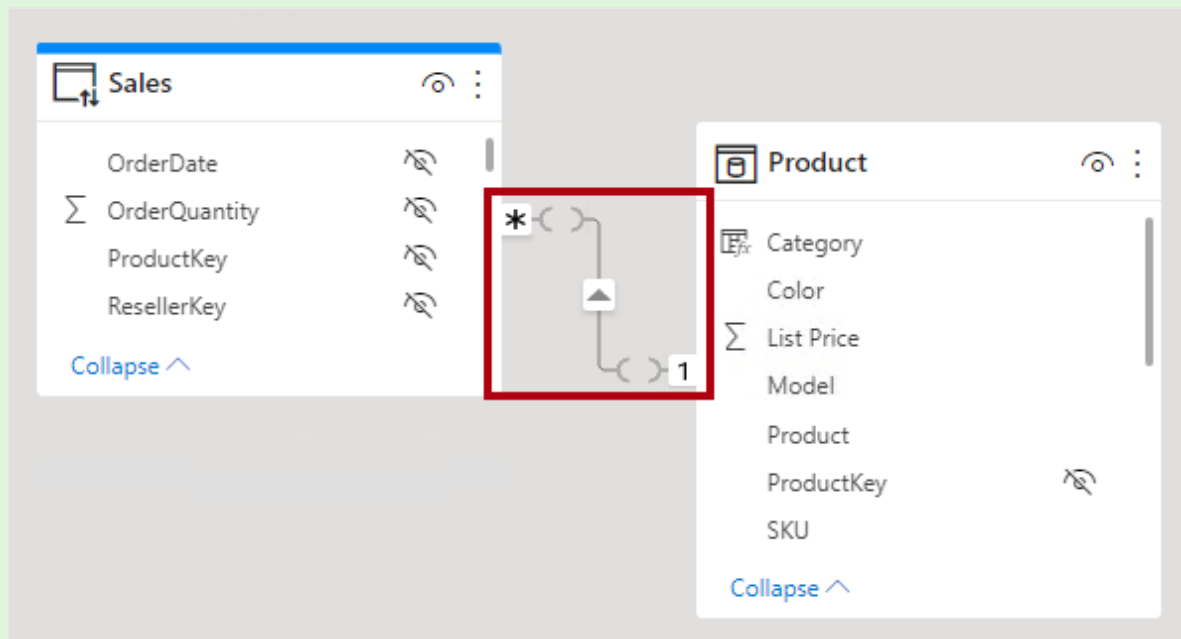 Sales
OrderDate
OrderQuantity
ProductKey
ResellerKey
Collapse
*
1
Product
Category
Color
List Price
Model
Product
ProductKey
SKU
Collapse